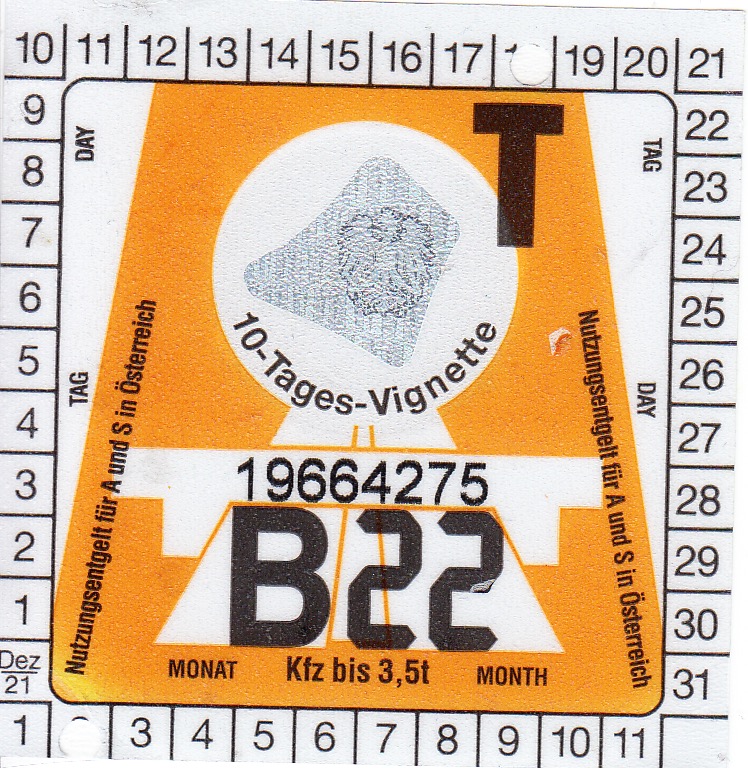 10 11 12 13 14 15 16 17 19 20 21
9 22
8 23
7 24
6 25
5 26
4 27
3 28
2 29
1 30
Dez
21
31
1 3 4 5 6 7 8 9 10 11
DAY
TAG
T
10-Tages-Vignette
TAG
DAY
Nutzungsentgelt für A und S in Österreich
Nutzungsentgelt für A und S in Österreich
19664275
B22
MONAT Kfz bis 3,5t MONTH